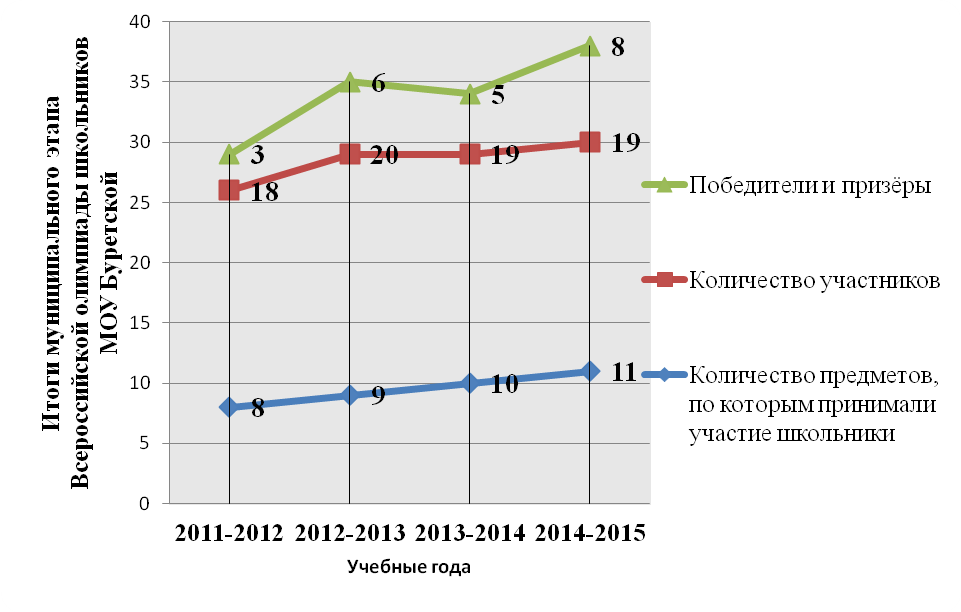 Итоги муниципального этапа
Всероссийской олимпиады школьников
МОУ Буретской
40
35
30
25
20
15
10
5
0
3
6
5
8
18
20
19
19
8
9
10
11
2011-2012
2012-2013
2013-2014
2014-2015
Учебные года
Победители и призёры
Количество участников
Количество предметов,
по которым принимали
участие школьники